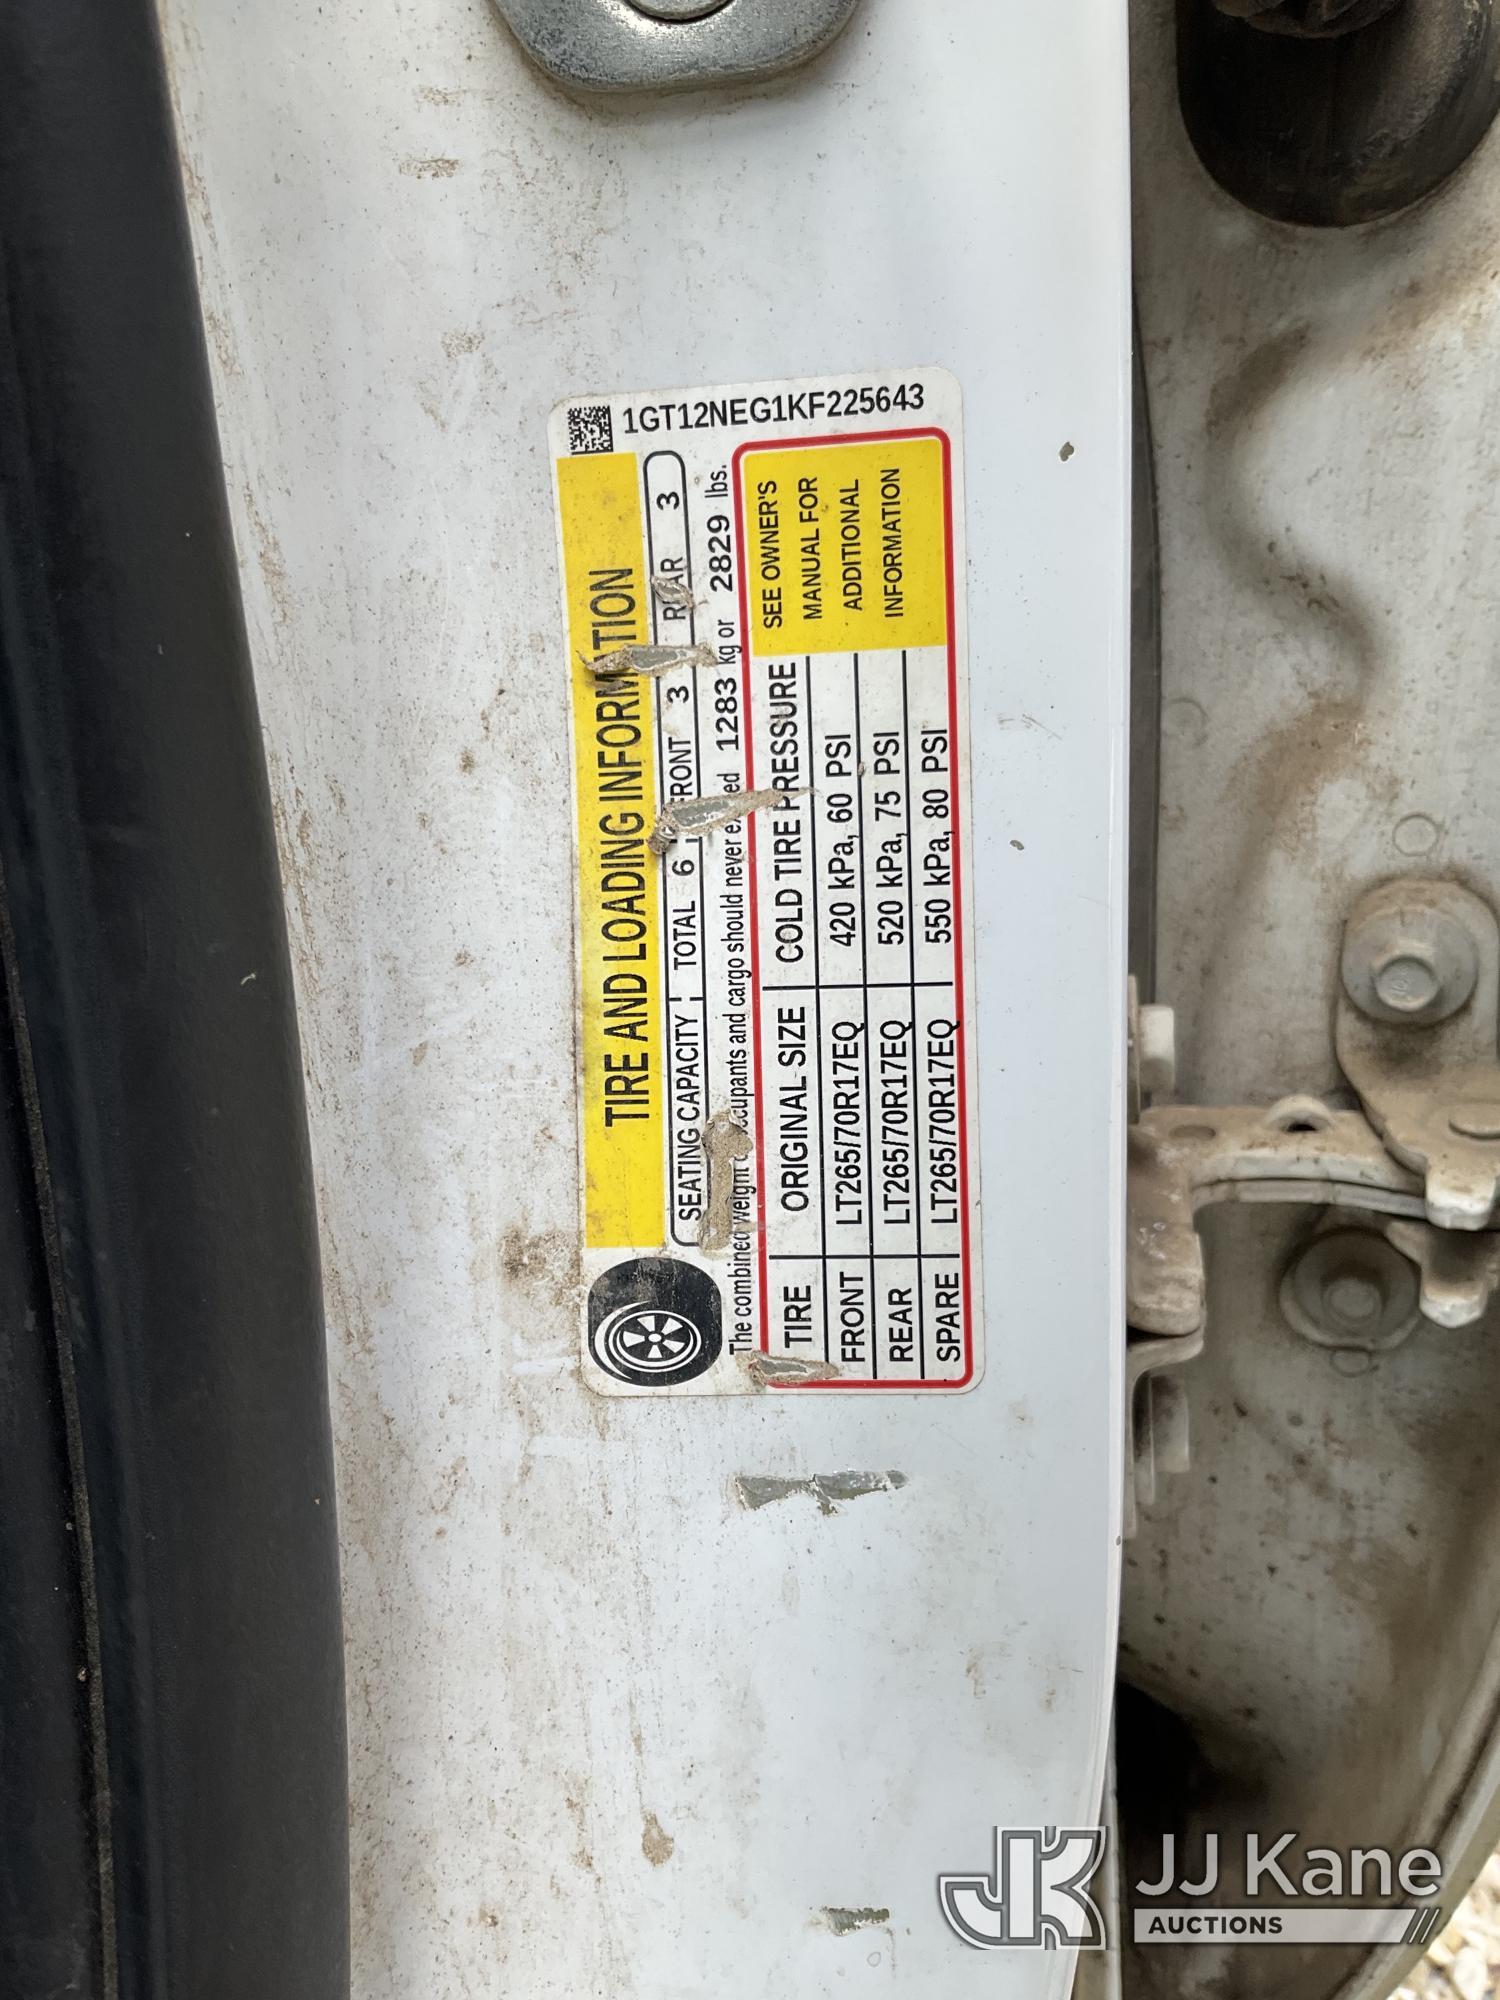 1GT12NEG1KF225643
TIRE AND LOADING INFORMATION
SEATING CAPACITY TOTAL 6 FRONT 3 REAR 3
The combined weight of occupants and cargo should never exceed 1283 kg or 2829 lbs.
TIRE ORIGINAL SIZE COLD TIRE PRESSURE
FRONT LT265/70R17EQ 420 kPa, 60 PSI
REAR LT265/70R17EQ 520 kPa, 75 PSI
SPARE LT265/70R17EQ 550 kPa, 80 PSI
SEE OWNER'S
MANUAL FOR
ADDITIONAL
INFORMATION
JK JJ Kane
AUCTIONS